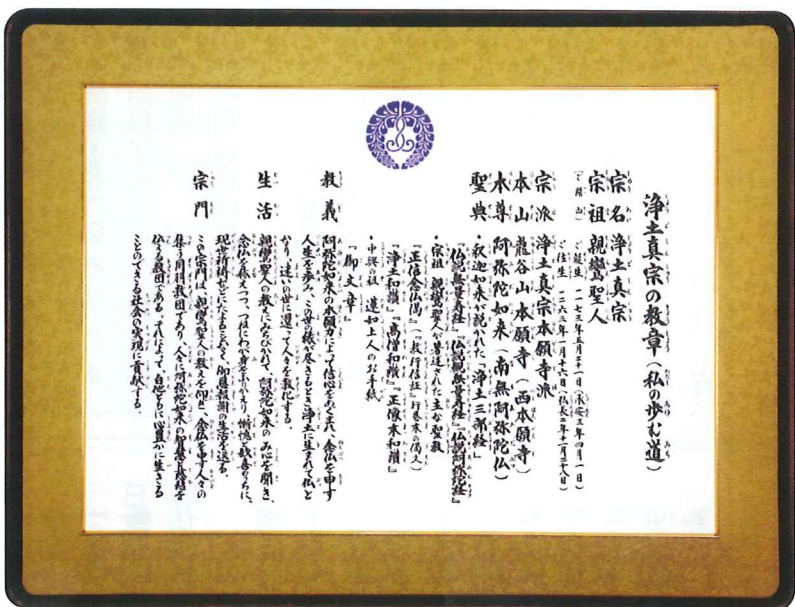 浄土真宗の教章（私の歩む道）
宗名 浄土真宗
宗祖 親鸞聖人
（ご開山） ご誕生 一一七三年五月二十一日（承安三年四月一日）
ご往生 一二六三年一月十六日（弘長二年十一月二十八日）
宗派 浄土真宗本願寺派
本山 龍谷山本願寺（西本願寺）
本尊 阿弥陀如来（南無阿弥陀仏）
聖典 ・釈迦如来が説かれた「浄土三部経」
『仏説無量寿経』『仏説観無量寿経』『仏説阿弥陀経』
・宗祖 親鸞聖人が著述された主な聖教
『正信念仏偈』（『教行信証』行巻末の偈文）
『浄土和讃』『高僧和讃』『正像末和讃』
・中興の祖 蓮如上人のお手紙
『御文章』
教義 阿弥陀如来の本願力によって信心をめぐまれ、念仏を申す
人生を歩み、この世の縁が尽きるとき浄土に生まれて仏と
なり、迷いの世に還って人々を教化する。
生活 親鸞聖人の教えにみちびかれて、阿弥陀如来のみ心を聞き、
念仏を称えつつ、つねにわが身をふりかえり、慚愧と歓喜のうちに、
現世祈祷などにたよることなく、御恩報謝の生活を送る。
宗門 この宗門は、親鸞聖人の教えを仰ぎ、念仏を申す人々の
集う同朋教団であり、人々に阿弥陀如来の智慧と慈悲を
伝える教団である。それによって、自他ともに心豊かに生きる
ことのできる社会の実現に貢献する。